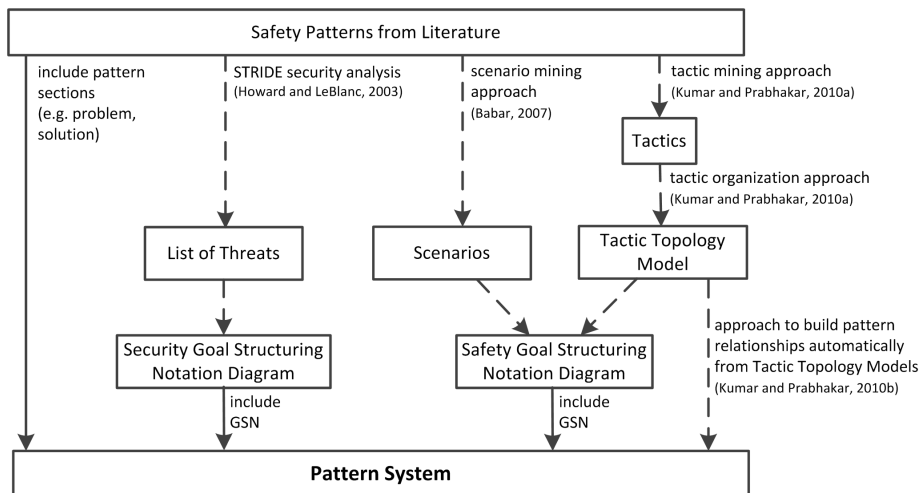 Safety Patterns from Literature
include pattern
sections
(e.g. problem,
solution)
STRIDE security analysis
(Howard and LeBlanc, 2003)
scenario mining
approach
(Babar, 2007)
tactic mining approach
(Kumar and Prabhakar, 2010a)
Tactics
tactic organization approach
(Kumar and Prabhakar, 2010a)
List of Threats
Scenarios
Tactic Topology
Model
Security Goal Structuring
Notation Diagram
Safety Goal Structuring
Notation Diagram
approach to build pattern
relationships automatically
from Tactic Topology Models
(Kumar and Prabhakar, 2010b)
include
GSN
include
GSN
Pattern System